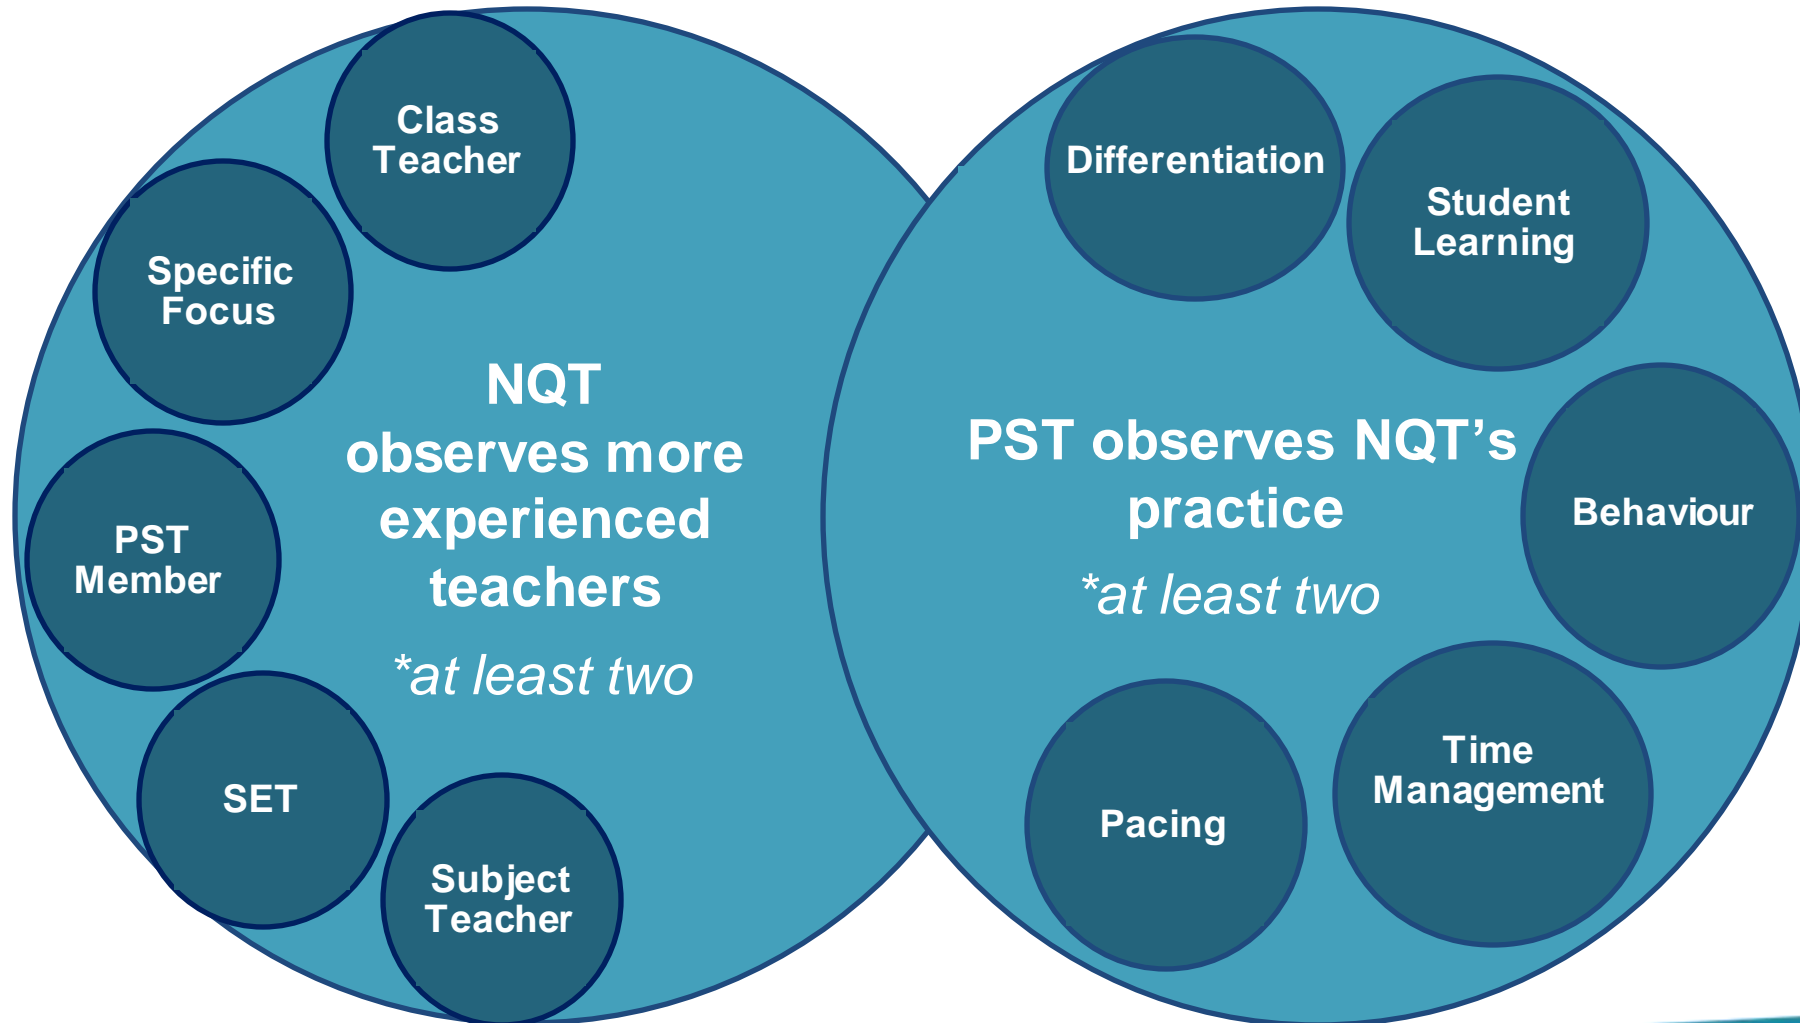 Class
Teacher
Specific
Focus
PST
Member
SET
Subject
Teacher
NQT
observes more
experienced
teachers
*at least two
Differentiation
Student
Learning
Behaviour
Time
Management
Pacing
PST observes NQT’s
practice
*at least two